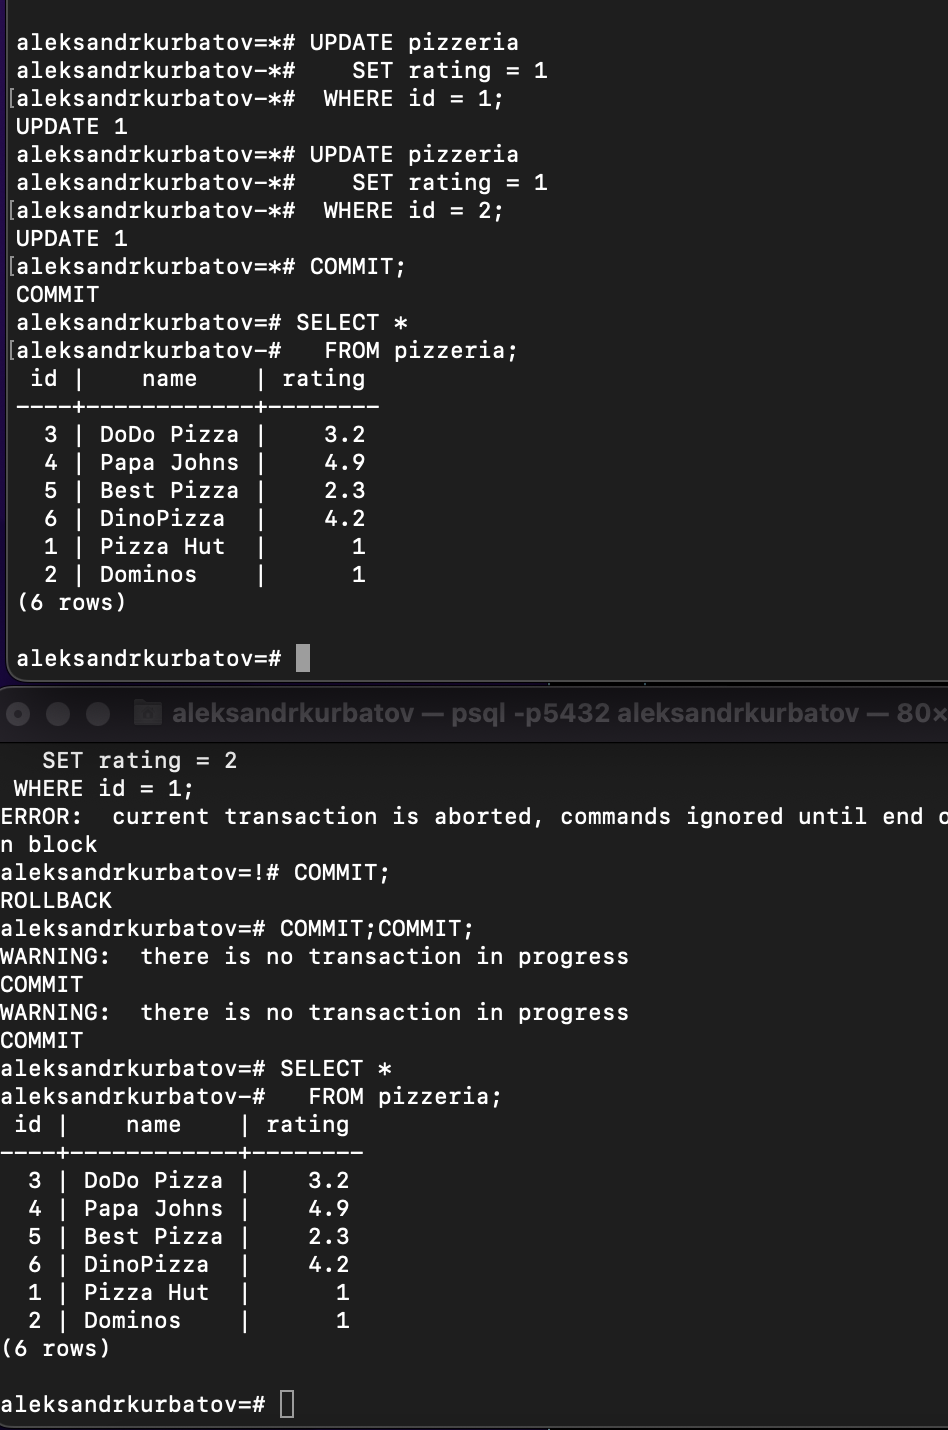 aleksandrkurbatov=*# UPDATE pizzeria
aleksandrkurbatov-*#    SET rating = 1
[aleksandrkurbatov-*#  WHERE id = 1;
UPDATE 1
aleksandrkurbatov=*# UPDATE pizzeria
aleksandrkurbatov-*#    SET rating = 1
[aleksandrkurbatov-*#  WHERE id = 2;
UPDATE 1
[aleksandrkurbatov=*# COMMIT;
COMMIT
aleksandrkurbatov=# SELECT *
[aleksandrkurbatov-#   FROM pizzeria;
 id |    name    | rating
----+------------+--------
  3 | DoDo Pizza |    3.2
  4 | Papa Johns |    4.9
  5 | Best Pizza |    2.3
  6 | DinoPizza  |    4.2
  1 | Pizza Hut  |      1
  2 | Dominos    |      1
(6 rows)
aleksandrkurbatov=#
aleksandrkurbatov — psql -p5432 aleksandrkurbatov — 80×
   SET rating = 2
 WHERE id = 1;
ERROR:  current transaction is aborted, commands ignored until end o
n block
aleksandrkurbatov=!# COMMIT;
ROLLBACK
aleksandrkurbatov=# COMMIT;COMMIT;
WARNING:  there is no transaction in progress
COMMIT
WARNING:  there is no transaction in progress
COMMIT
aleksandrkurbatov=# SELECT *
aleksandrkurbatov-#   FROM pizzeria;
 id |    name    | rating
----+------------+--------
  3 | DoDo Pizza |    3.2
  4 | Papa Johns |    4.9
  5 | Best Pizza |    2.3
  6 | DinoPizza  |    4.2
  1 | Pizza Hut  |      1
  2 | Dominos    |      1
(6 rows)
aleksandrkurbatov=#